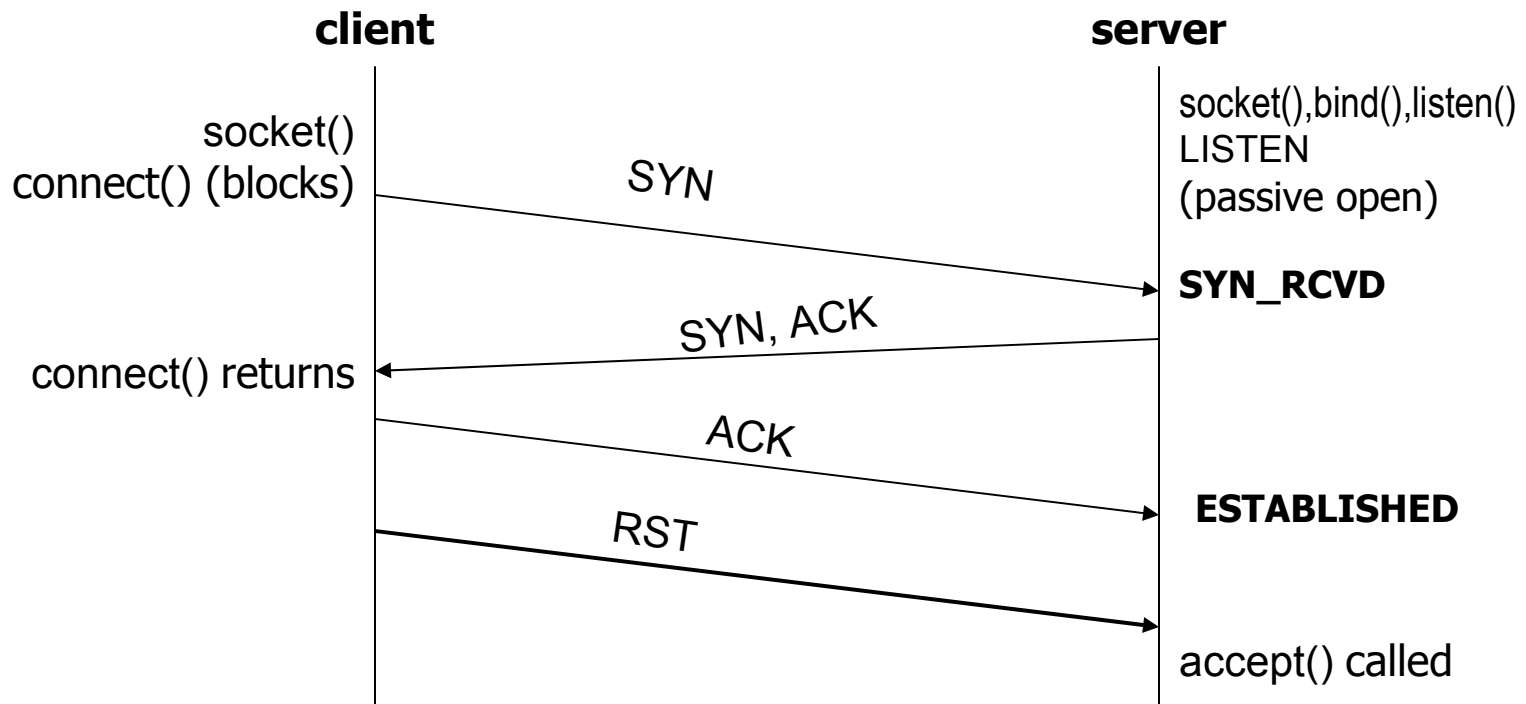 client
server
socket(),bind(),listen()
socket()
LISTEN
connect() (blocks)
SYN
(passive open)
SYN_RCVD
SYN, ACK
connect() returns
ACK
ESTABLISHED
RST
accept() called